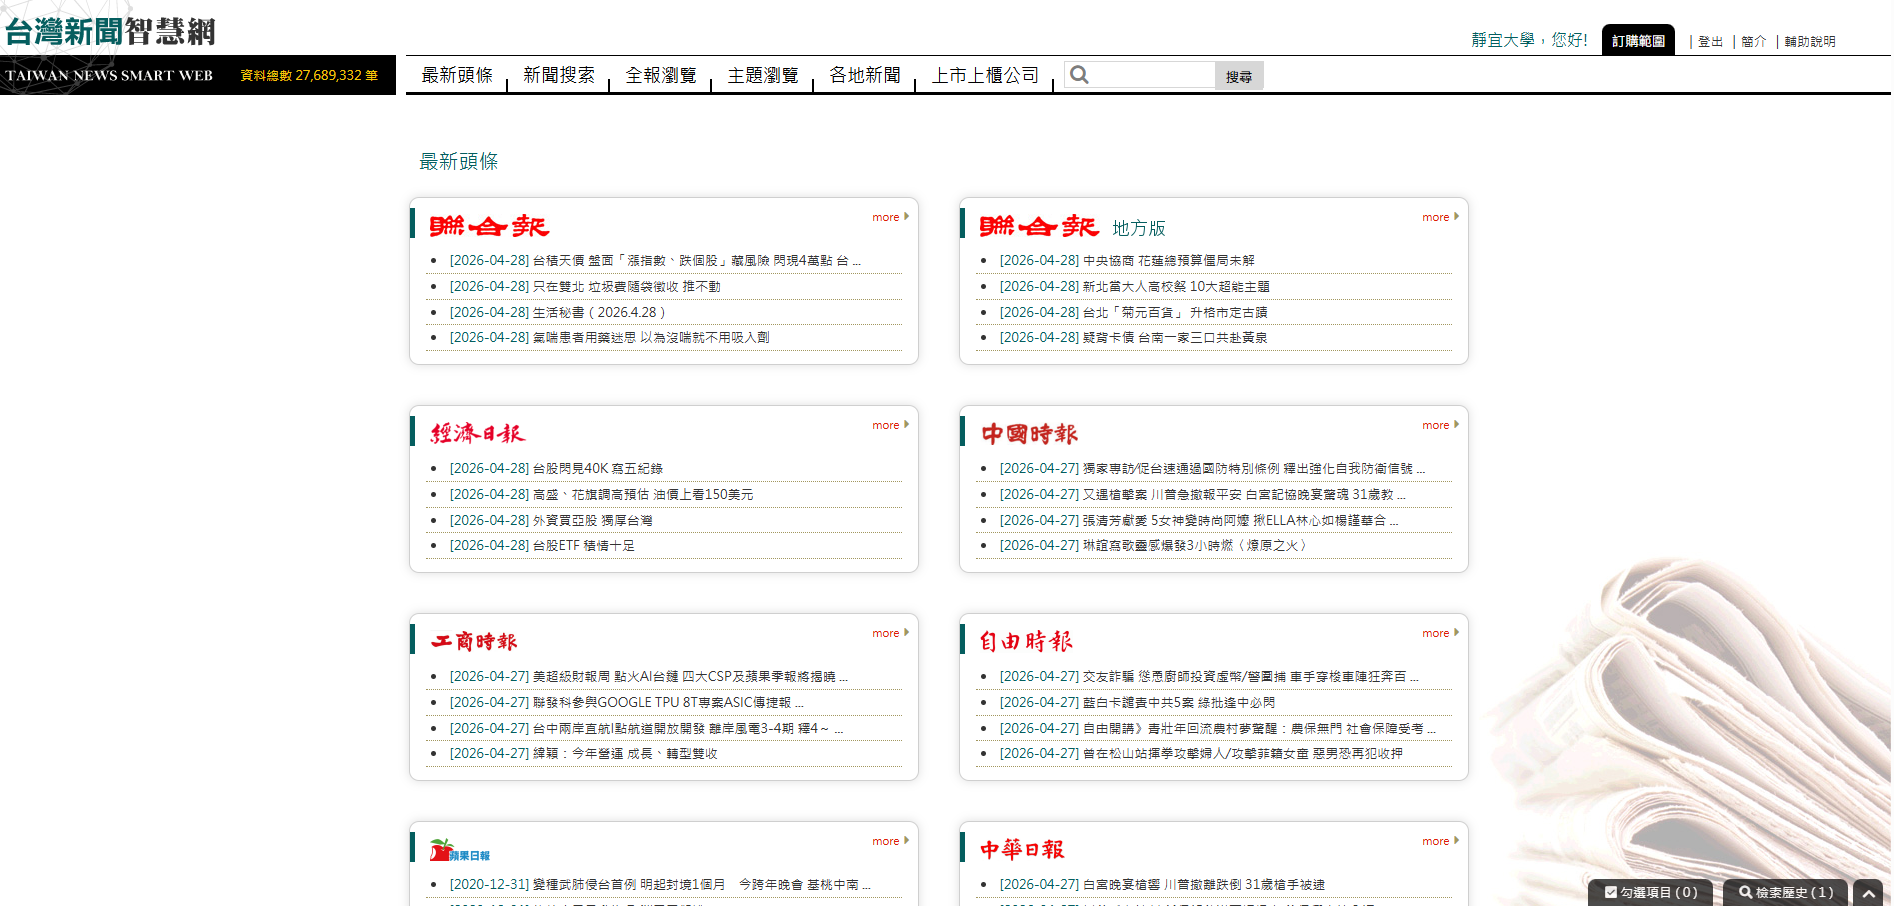 台灣新聞智慧網
TAIWAN NEWS SMART WEB 資料總數 27,689,332 筆
靜宜大學，您好! 訂購範圍 | 登出 | 簡介 | 輔助說明
最新頭條 新聞搜索 全報瀏覽 主題瀏覽 各地新聞 上市上櫃公司 搜尋
最新頭條
聯合報 more
[2026-04-28] 台積天價 盤面「漲指數、跌個股」藏風險 閃現4萬點 台 ...
[2026-04-28] 只在雙北 垃圾費隨袋徵收 推不動
[2026-04-28] 生活秘書（2026.4.28）
[2026-04-28] 氣喘患者用藥迷思 以為沒喘就不用吸入劑
聯合報 地方版 more
[2026-04-28] 中央協商 花蓮總預算僵局未解
[2026-04-28] 新北當大人高校祭 10大超能主題
[2026-04-28] 台北「菊元百貨」 升格市定古蹟
[2026-04-28] 疑背卡債 台南一家三口共赴黃泉
經濟日報 more
[2026-04-28] 台股閃見40K 寫五紀錄
[2026-04-28] 高盛、花旗調高預估 油價上看150美元
[2026-04-28] 外資買亞股 獨厚台灣
[2026-04-28] 台股ETF 積情十足
中國時報 more
[2026-04-27] 獨家專訪/促台速通過國防特別條例 釋出強化自我防衛信號 ...
[2026-04-27] 又遇槍擊案 川普急撤報平安 白宮記協晚宴驚魂 31歲教 ...
[2026-04-27] 張清芳獻愛 5女神變時尚阿嬤 揪ELLA林心如楊謹華合 ...
[2026-04-27] 琳誼寫歌靈感爆發3小時燃〈燎原之火〉
工商時報 more
[2026-04-27] 美超級財報周 點火AI台鏈 四大CSP及蘋果季報將揭曉 ...
[2026-04-27] 聯發科參與GOOGLE TPU 8T專案ASIC傳捷報 ...
[2026-04-27] 台中兩岸直航l點航道開放開發 離岸風電3-4期 釋4～ ...
[2026-04-27] 緯穎：今年營運 成長、轉型雙收
自由時報 more
[2026-04-27] 交友詐騙 慫恿廚師投資虛幣/警圍捕 車手穿梭車陣狂奔百 ...
[2026-04-27] 藍白卡譴責中共5案 綠批逢中必閃
[2026-04-27] 自由開講》青壯年回流農村夢驚醒：農保無門 社會保障受考 ...
[2026-04-27] 曾在松山站揮拳攻擊婦人/攻擊菲籍女童 惡男恐再犯收押
蘋果日報 more
[2020-12-31] 變種武肺侵台首例 明起封境1個月　今跨年晚會 基桃中南 ...
中華日報 more
[2026-04-27] 白宮晚宴槍響 川普撤離跌倒 31歲槍手被逮
勾選項目 ( 0 ) 檢索歷史 ( 1 )